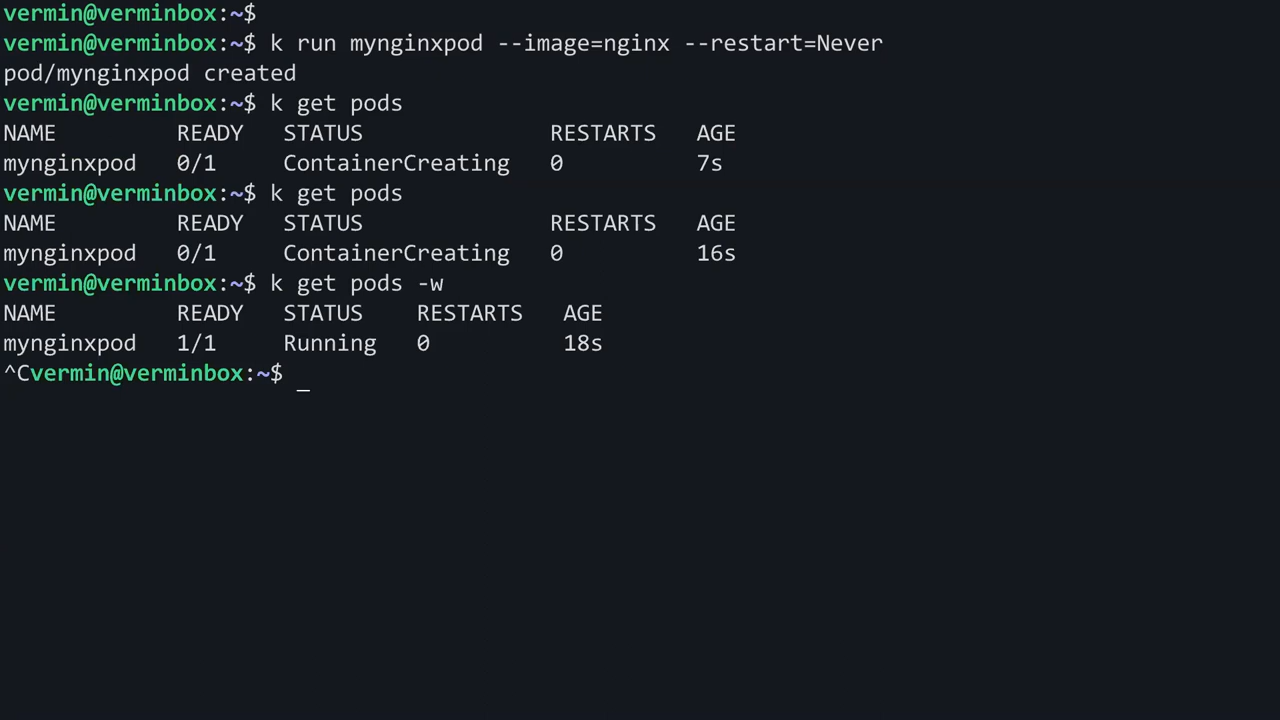 vermin@verminbox:~$
vermin@verminbox:~$ k run mynginxpod --image=nginx --restart=Never
pod/mynginxpod created
vermin@verminbox:~$ k get pods
NAME         READY   STATUS              RESTARTS   AGE
mynginxpod   0/1     ContainerCreating   0          7s
vermin@verminbox:~$ k get pods
NAME         READY   STATUS              RESTARTS   AGE
mynginxpod   0/1     ContainerCreating   0          16s
vermin@verminbox:~$ k get pods -w
NAME         READY   STATUS    RESTARTS   AGE
mynginxpod   1/1     Running   0          18s
^Cvermin@verminbox:~$ _